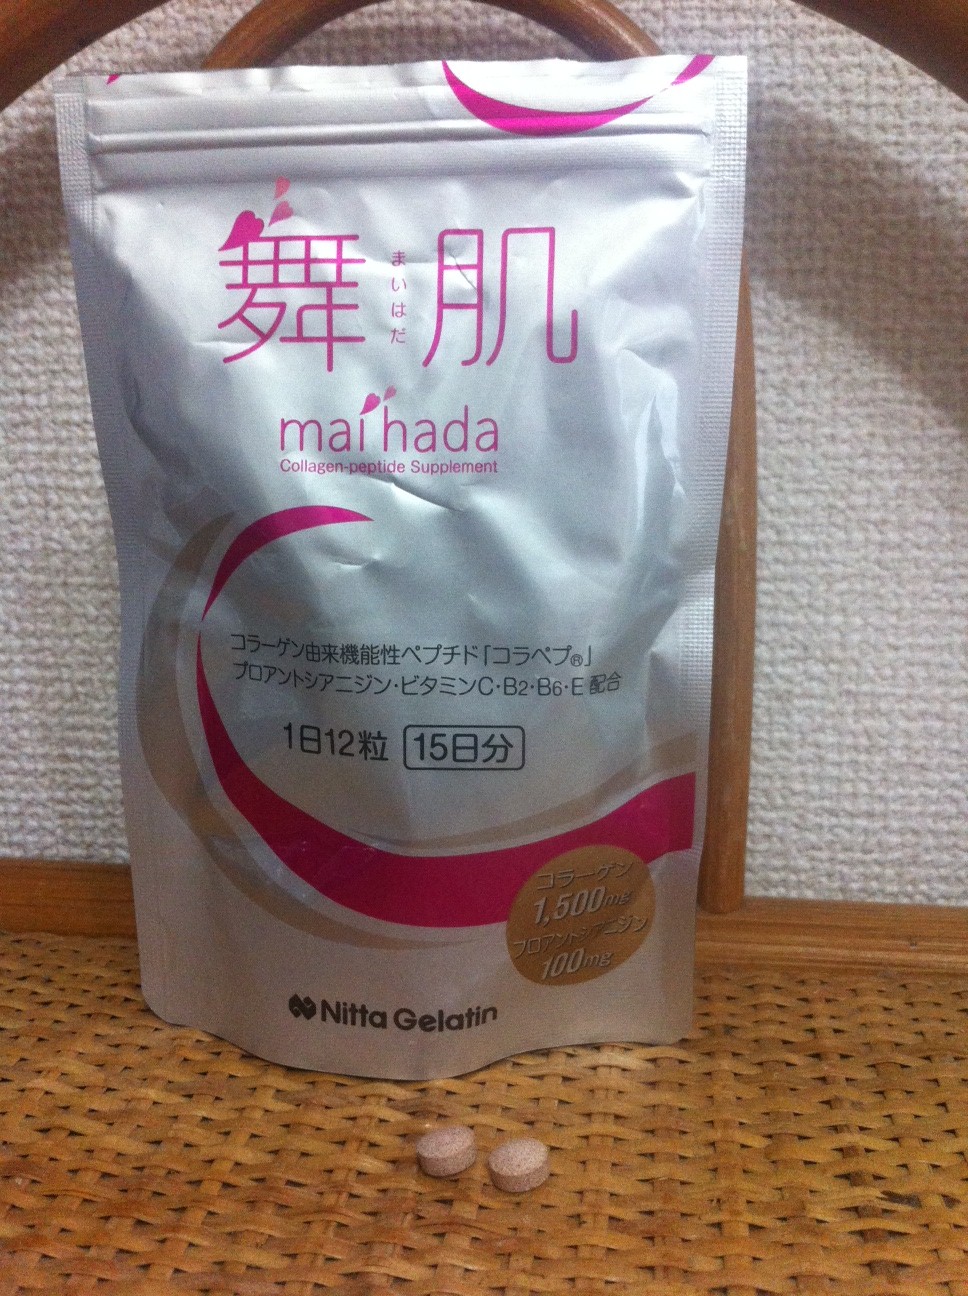 舞肌
まいはだ
maihada
Collagen-peptide Supplement
コラーゲン由来機能性ペプチド「コラペプ®」
プロアントシアニジン・ビタミンC・B2・B6・E 配合
1日12粒 15日分
コラーゲン
1,500mg
プロアントシアニジン
100mg
Nitta Gelatin